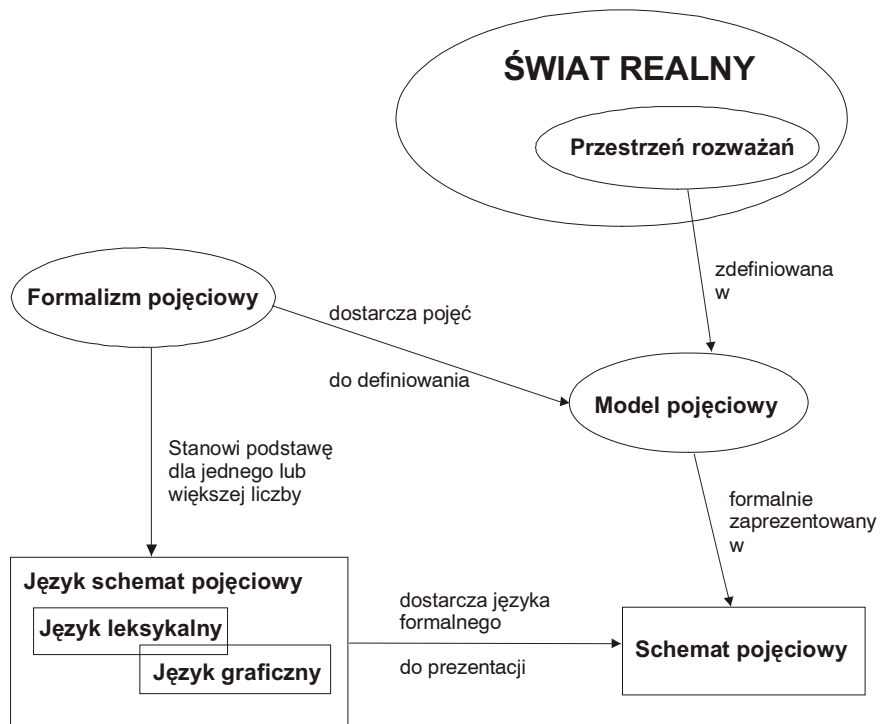 ŚWIAT REALNY
Przestrzeń rozważań
zdefiniowana
w
Formalizm pojęciowy
dostarcza pojęć
do definiowania
Model pojęciowy
Stanowi podstawę
dla jednego lub
większej liczby
formalnie
zaprezentowany
w
Język schemat pojęciowy
Język leksykalny
Język graficzny
dostarcza języka
formalnego
do prezentacji
Schemat pojęciowy